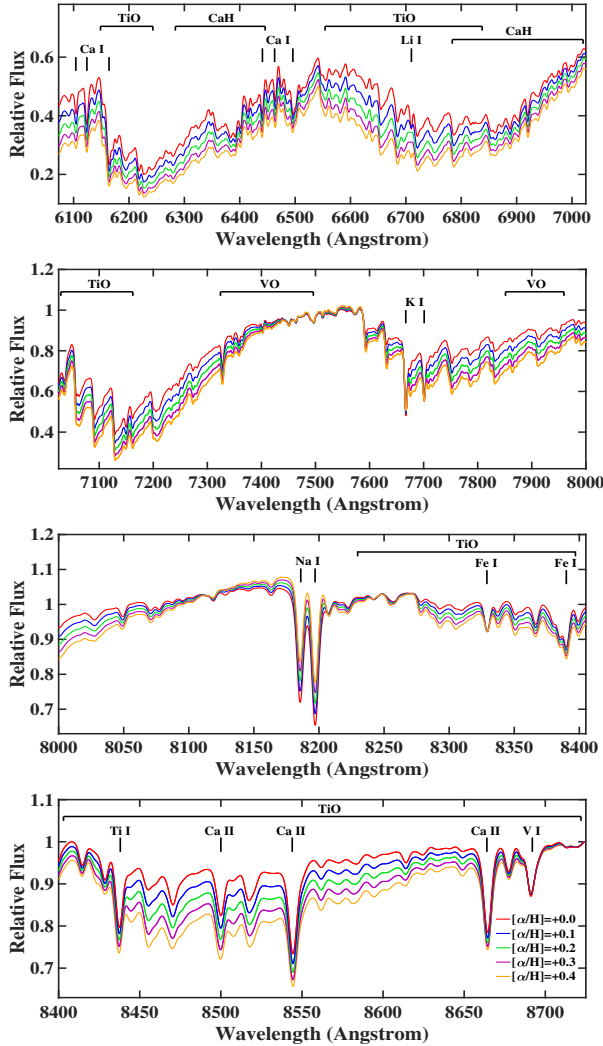 TiO CaH TiO
Ca I Ca I Li I CaH
0.6
0.4
0.2
Relative Flux
6100 6200 6300 6400 6500 6600 6700 6800 6900 7000
Wavelength (Angstrom)
1.2
TiO VO VO
K I
1
0.8
0.6
0.4
Relative Flux
7100 7200 7300 7400 7500 7600 7700 7800 7900 8000
Wavelength (Angstrom)
1.2
TiO
Na I Fe I Fe I
1.1
1.0
0.9
0.8
0.7
Relative Flux
8000 8050 8100 8150 8200 8250 8300 8350 8400
Wavelength (Angstrom)
1.1
TiO
Ti I Ca II Ca II Ca II V I
1
0.9
0.8
0.7
Relative Flux
[α/H]=+0.0
[α/H]=+0.1
[α/H]=+0.2
[α/H]=+0.3
[α/H]=+0.4
8400 8450 8500 8550 8600 8650 8700
Wavelength (Angstrom)